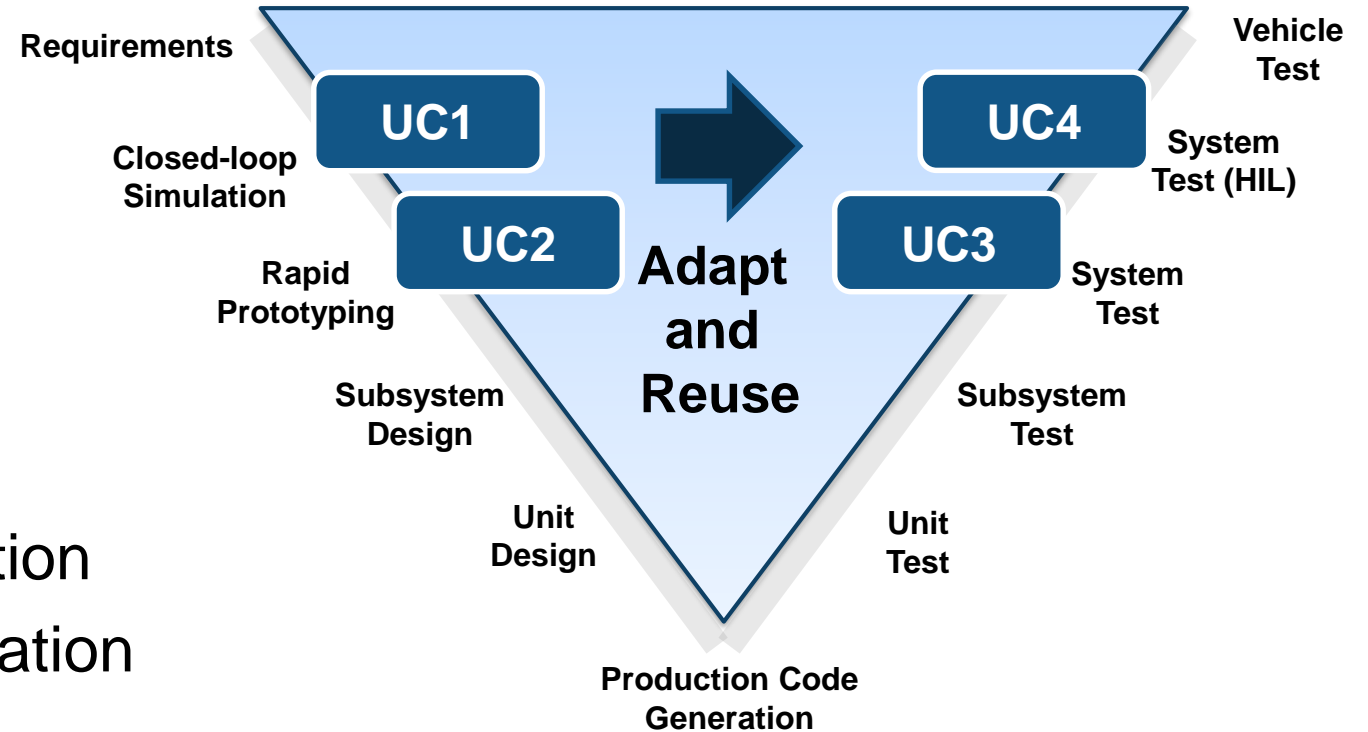 Requirements
Vehicle
Test
UC1
UC4
Closed-loop
Simulation
System
Test (HIL)
UC2
UC3
Adapt
and
Reuse
Rapid
Prototyping
System
Test
Subsystem
Design
Subsystem
Test
Unit
Design
Unit
Test
tion
ation
Production Code
Generation